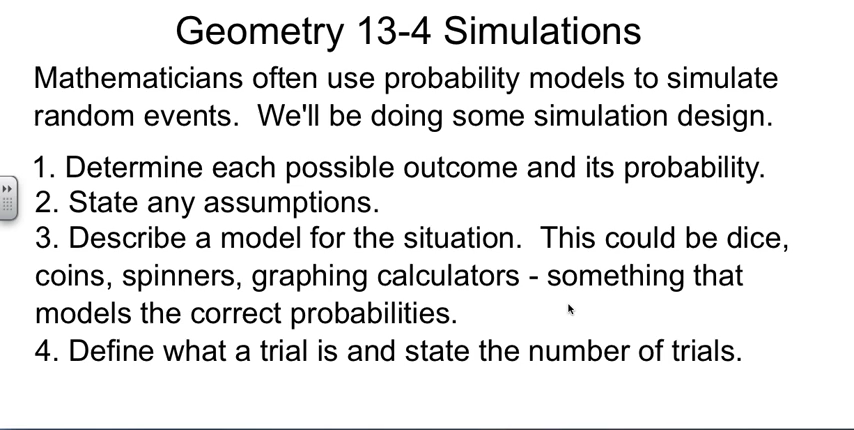 Geometry 13-4 Simulations
Mathematicians often use probability models to simulate
random events.  We'll be doing some simulation design.
1. Determine each possible outcome and its probability.
2. State any assumptions.
3. Describe a model for the situation.  This could be dice,
coins, spinners, graphing calculators - something that
models the correct probabilities.
4. Define what a trial is and state the number of trials.